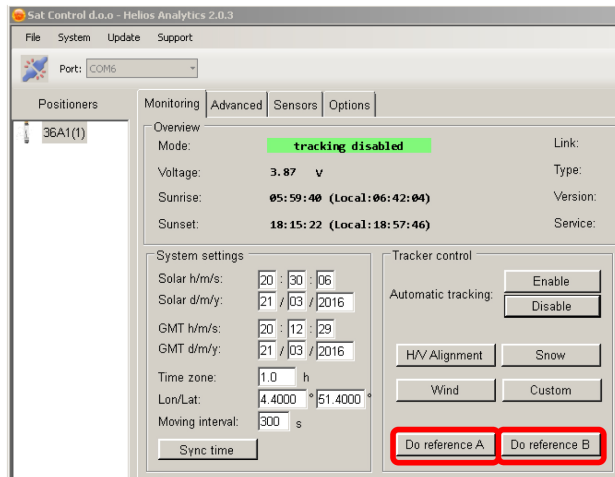 Sat Control d.o.o - Helios Analytics 2.0.3
File System Update Support
Port: COM6
Positioners
36A1(1)
Monitoring Advanced Sensors Options
Overview
Mode: tracking disabled Link:
Voltage: 3.87 V Type:
Sunrise: 05:59:40 (Local:06:42:04) Version:
Sunset: 18:15:22 (Local:18:57:46) Service:
System settings
Solar h/m/s: 20 : 30 : 06
Solar d/m/y: 21 / 03 / 2016
GMT h/m/s: 20 : 12 : 29
GMT d/m/y: 21 / 03 / 2016
Time zone: 1.0 h
Lon/Lat: 4.4000 ° 51.4000 °
Moving interval: 300 s
Sync time
Tracker control
Automatic tracking: Enable
Disable
H/V Alignment Snow
Wind Custom
Do reference A Do reference B